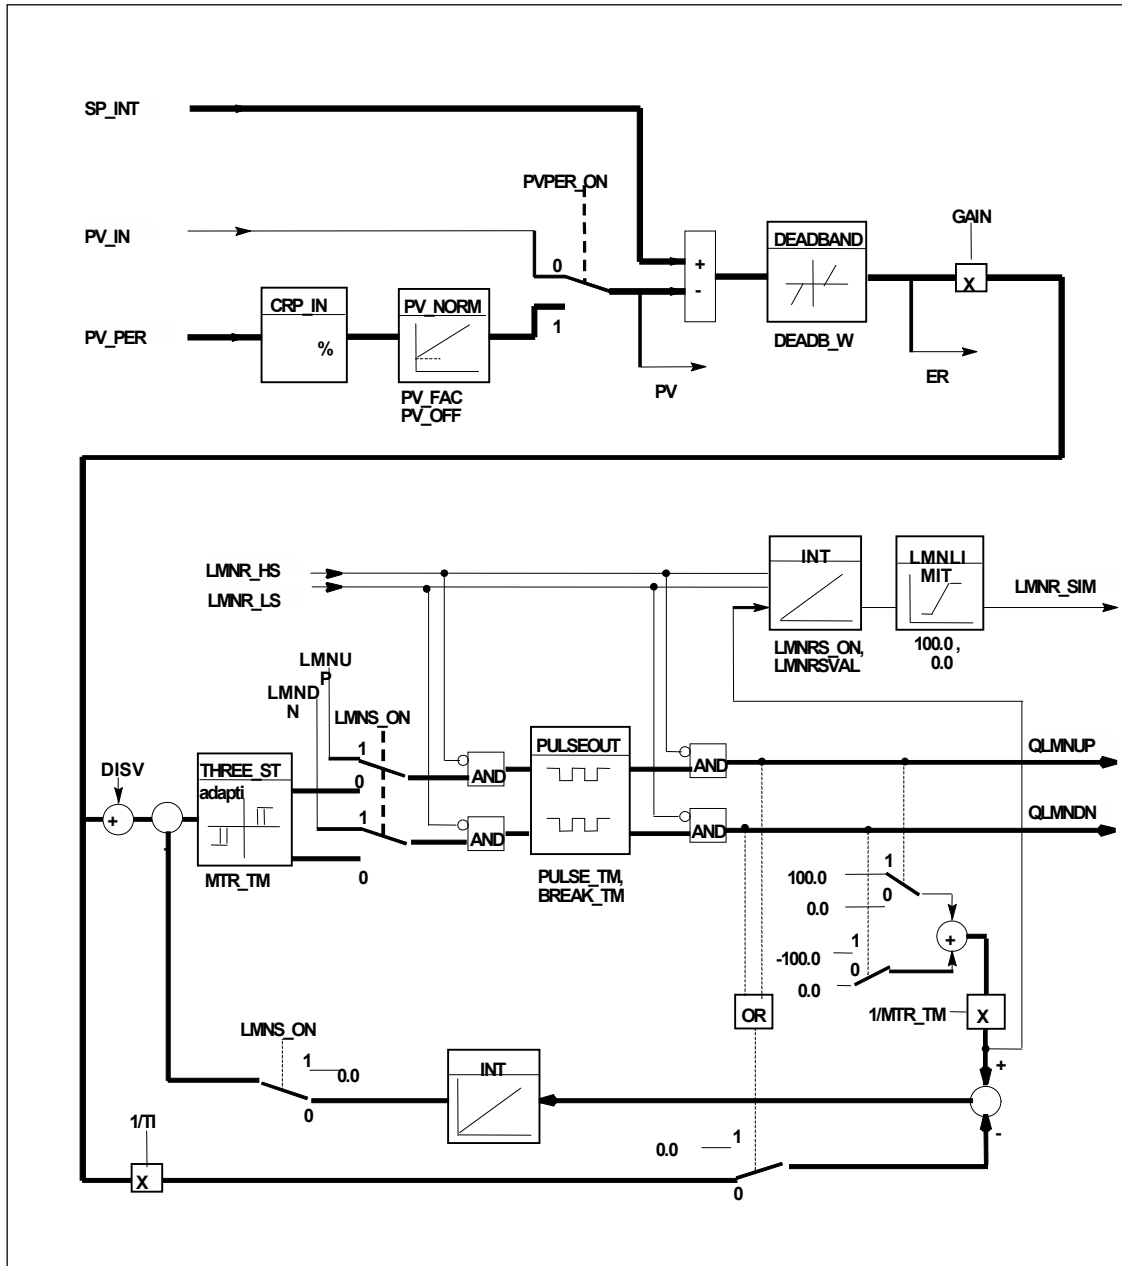 SP_INT
PVPER_ON
GAIN
PV_IN
DEADBAND
+
-
X
0
CRP_IN
PV_NORM
1
PV_PER
%
DEADB_W
ER
PV
PV_FAC
PV_OFF
INT
LMNLI
MIT
LMNR_HS
LMNR_LS
LMNR_SIM
LMNRS_ON,
LMNRSVAL
100.0 ,
0.0
LMNU
P
LMND
N
LMNS_ON
PULSEOUT
QLMNUP
1
AND
AND
DISV
THREE_ST
adapti
0
1
QLMNDN
+
AND
AND
0
MTR_TM
PULSE_TM,
BREAK_TM
1
100.0
0
0.0
1
+
-100.0
0
0.0
OR
1/MTR_TM
X
LMNS_ON
1
0.0
INT
+
0
1/TI
-
0.0
1
X
0